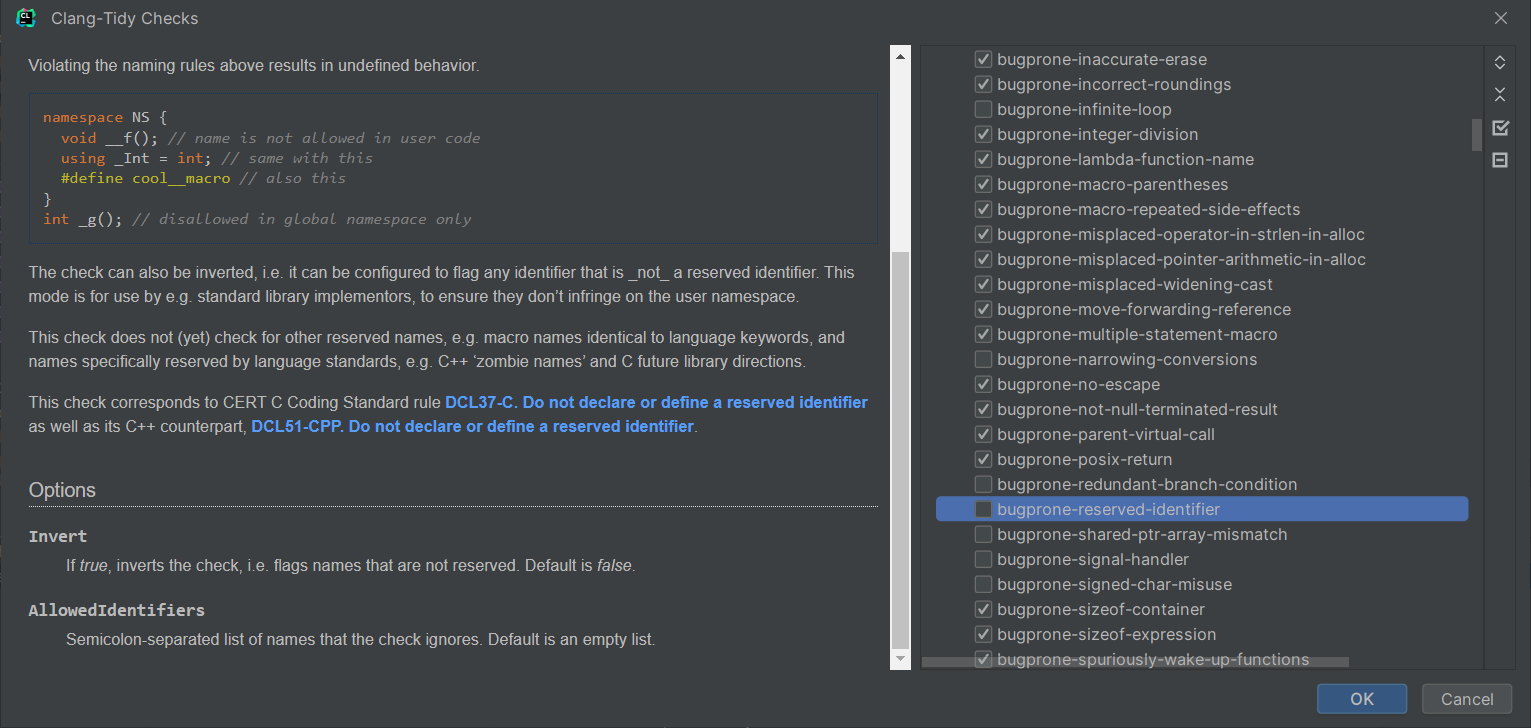 Clang-Tidy Checks
Violating the naming rules above results in undefined behavior.
namespace NS {
  void __f(); // name is not allowed in user code
  using _Int = int; // same with this
  #define cool__macro // also this
}
int _g(); // disallowed in global namespace only
The check can also be inverted, i.e. it can be configured to flag any identifier that is _not_ a reserved identifier. This
mode is for use by e.g. standard library implementors, to ensure they don’t infringe on the user namespace.
This check does not (yet) check for other reserved names, e.g. macro names identical to language keywords, and
names specifically reserved by language standards, e.g. C++ ‘zombie names’ and C future library directions.
This check corresponds to CERT C Coding Standard rule DCL37-C. Do not declare or define a reserved identifier
as well as its C++ counterpart, DCL51-CPP. Do not declare or define a reserved identifier.
Options
Invert
If true, inverts the check, i.e. flags names that are not reserved. Default is false.
AllowedIdentifiers
Semicolon-separated list of names that the check ignores. Default is an empty list.
bugprone-inaccurate-erase
bugprone-incorrect-roundings
bugprone-infinite-loop
bugprone-integer-division
bugprone-lambda-function-name
bugprone-macro-parentheses
bugprone-macro-repeated-side-effects
bugprone-misplaced-operator-in-strlen-in-alloc
bugprone-misplaced-pointer-arithmetic-in-alloc
bugprone-misplaced-widening-cast
bugprone-move-forwarding-reference
bugprone-multiple-statement-macro
bugprone-narrowing-conversions
bugprone-no-escape
bugprone-not-null-terminated-result
bugprone-parent-virtual-call
bugprone-posix-return
bugprone-redundant-branch-condition
bugprone-reserved-identifier
bugprone-shared-ptr-array-mismatch
bugprone-signal-handler
bugprone-signed-char-misuse
bugprone-sizeof-container
bugprone-sizeof-expression
bugprone-spuriously-wake-up-functions
OK
Cancel